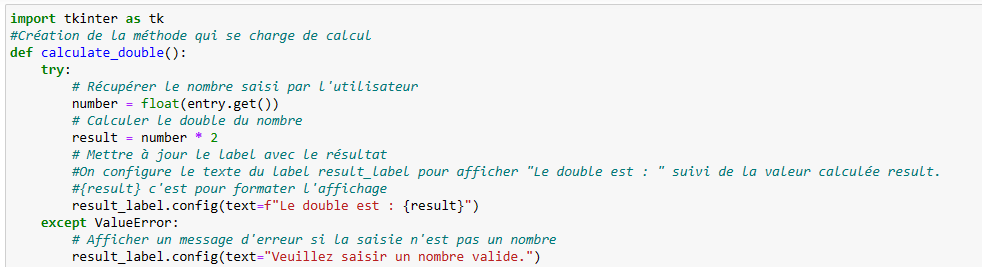 import tkinter as tk
#Création de la méthode qui se charge de calcul
def calculate_double():
    try:
        # Récupérer le nombre saisi par l'utilisateur
        number = float(entry.get())
        # Calculer le double du nombre
        result = number * 2
        # Mettre à jour le label avec le résultat
        #On configure le texte du label result_label pour afficher "Le double est : " suivi de la valeur calculée result.
        #{result} c'est pour formater l'affichage
        result_label.config(text=f"Le double est : {result}")
    except ValueError:
        # Afficher un message d'erreur si la saisie n'est pas un nombre
        result_label.config(text="Veuillez saisir un nombre valide.")